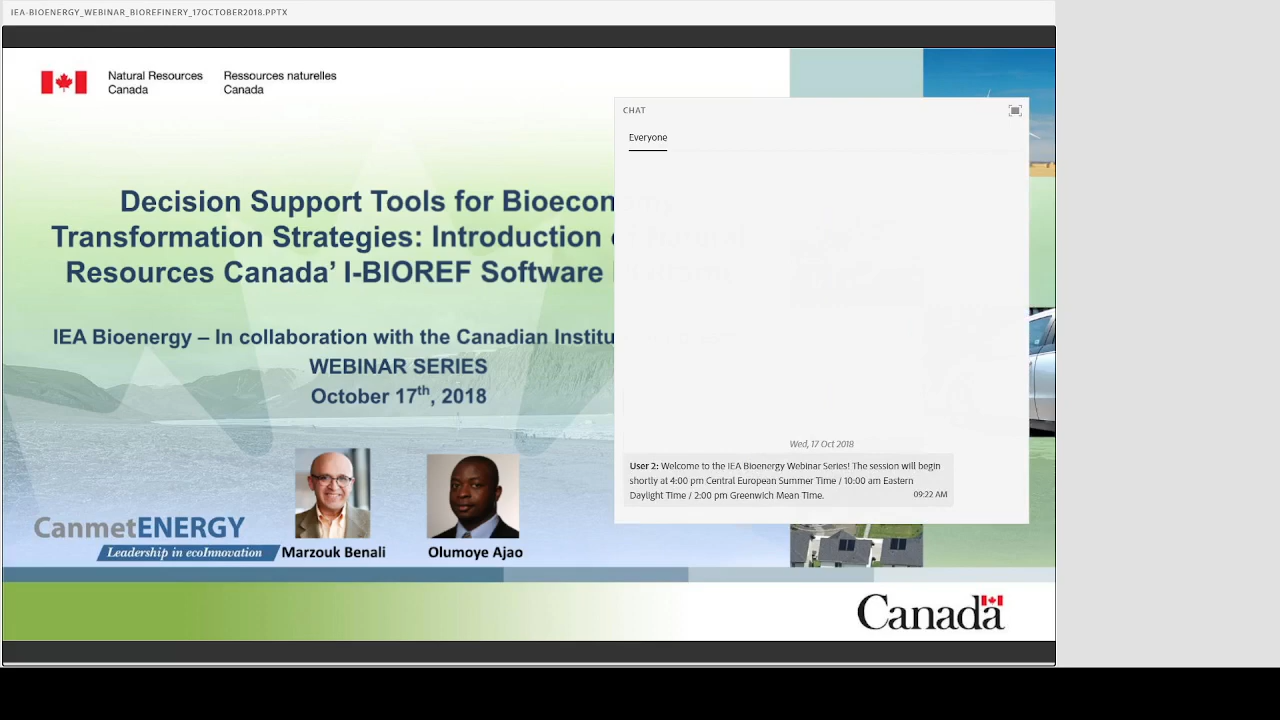 IEA-BIOENERGY_WEBINAR_BIOREFINERY_17OCTOBER2018.PPTX
Natural Resources Ressources naturelles
Canada Canada
Decision Support Tools for Bioecon
Transformation Strategies: Introduction
Resources Canada’ I-BIOREF Software
IEA Bioenergy – In collaboration with the Canadian Institu
WEBINAR SERIES
October 17th, 2018
CHAT
Everyone
Wed, 17 Oct 2018
User 2: Welcome to the IEA Bioenergy Webinar Series! The session will begin
shortly at 4:00 pm Central European Summer Time / 10:00 am Eastern
Daylight Time / 2:00 pm Greenwich Mean Time.
09:22 AM
CanmetENERGY
Leadership in ecoInnovation
Marzouk Benali
Olumoye Ajao
Canada